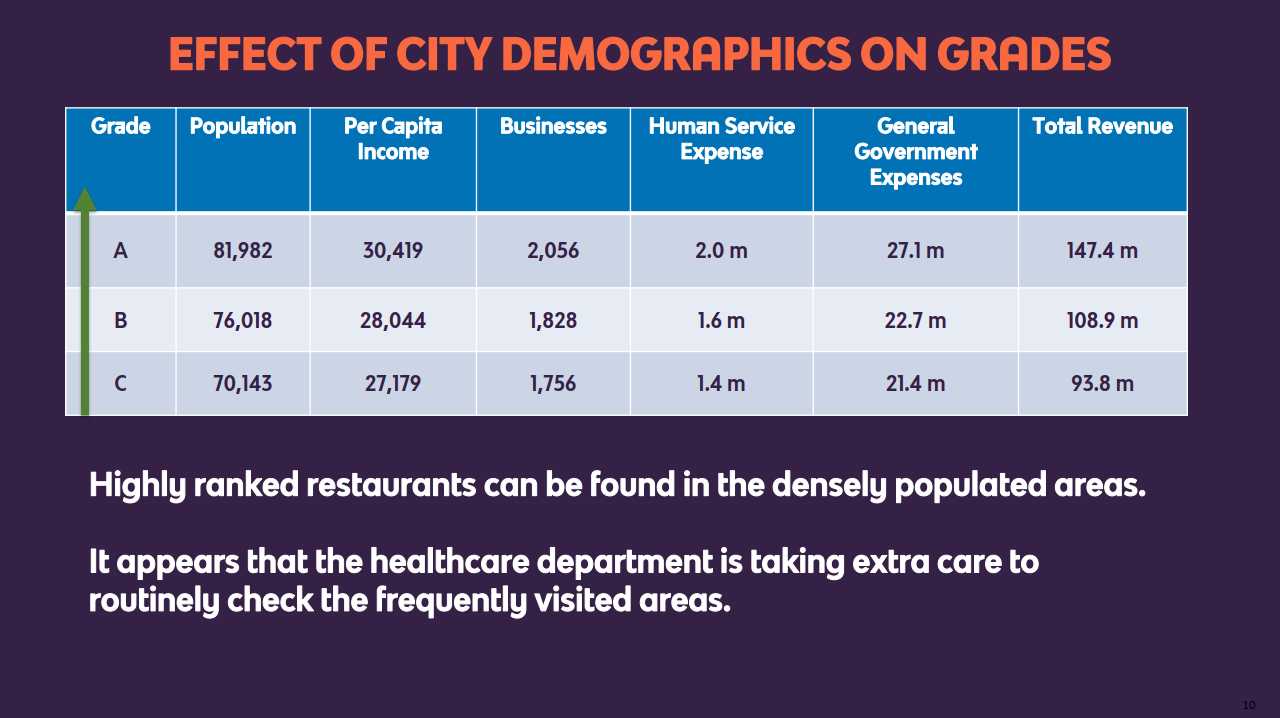 EFFECT OF CITY DEMOGRAPHICS ON GRADES
Grade Population Per Capita Income Businesses Human Service Expense General Government Expenses Total Revenue
A 81,982 30,419 2,056 2.0 m 27.1 m 147.4 m
B 76,018 28,044 1,828 1.6 m 22.7 m 108.9 m
C 70,143 27,179 1,756 1.4 m 21.4 m 93.8 m
Highly ranked restaurants can be found in the densely populated areas.
It appears that the healthcare department is taking extra care to
routinely check the frequently visited areas.
10